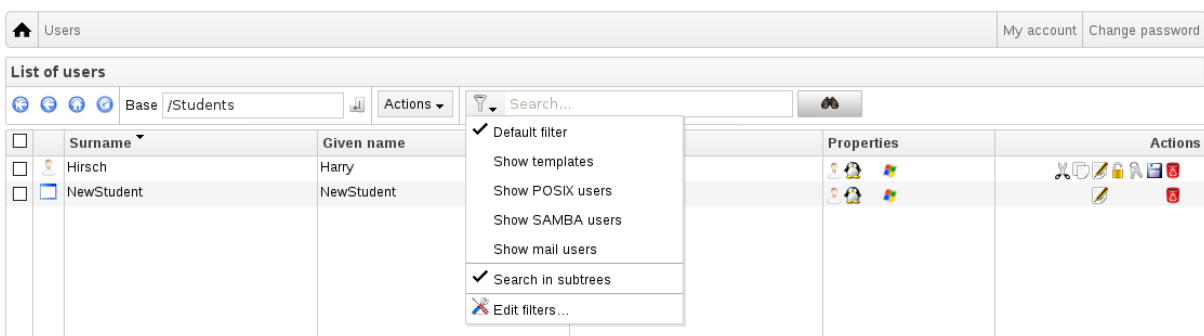 Users My account Change password
List of users
Base /Students Actions Search...
Surname Given name Properties Actions
Default filter
Hirsch Harry
Show templates
NewStudent NewStudent
Show POSIX users
Show SAMBA users
Show mail users
Search in subtrees
Edit filters...